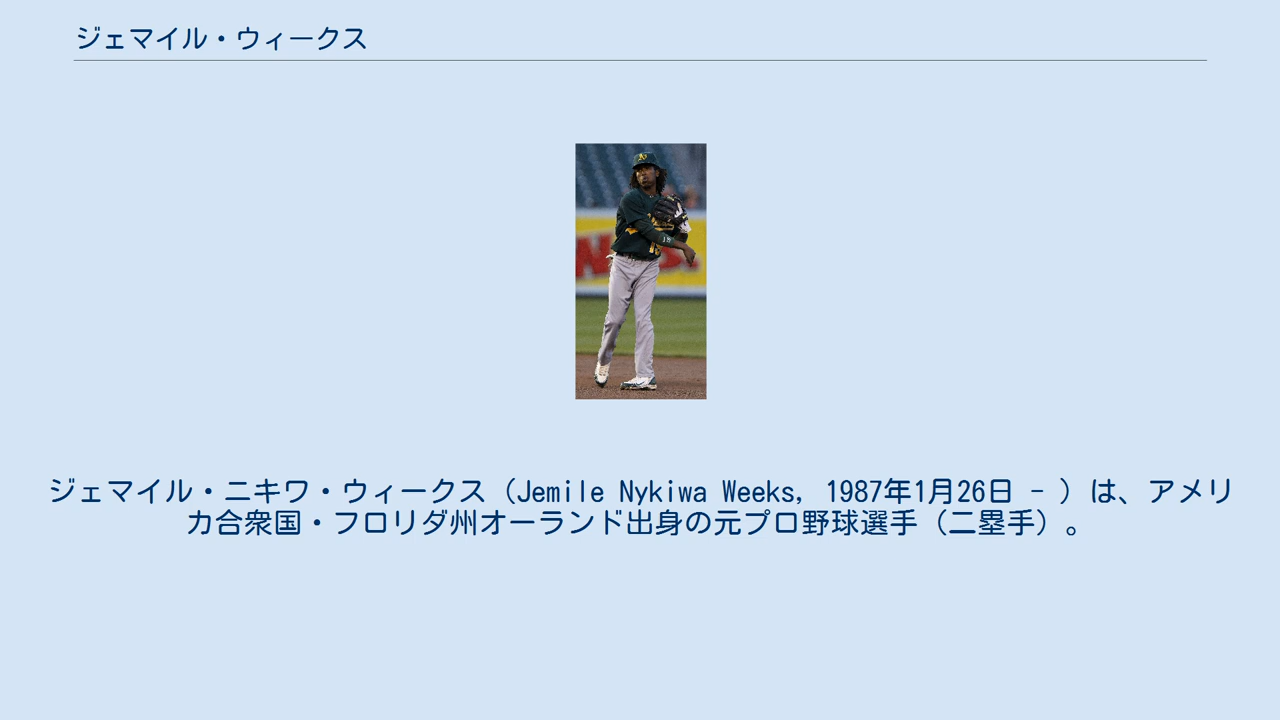 ジェマイル・ウィークス
ジェマイル・ニキワ・ウィークス（Jemile Nykiwa Weeks, 1987年1月26日 - ）は、アメリ
カ合衆国・フロリダ州オーランド出身の元プロ野球選手（二塁手）。